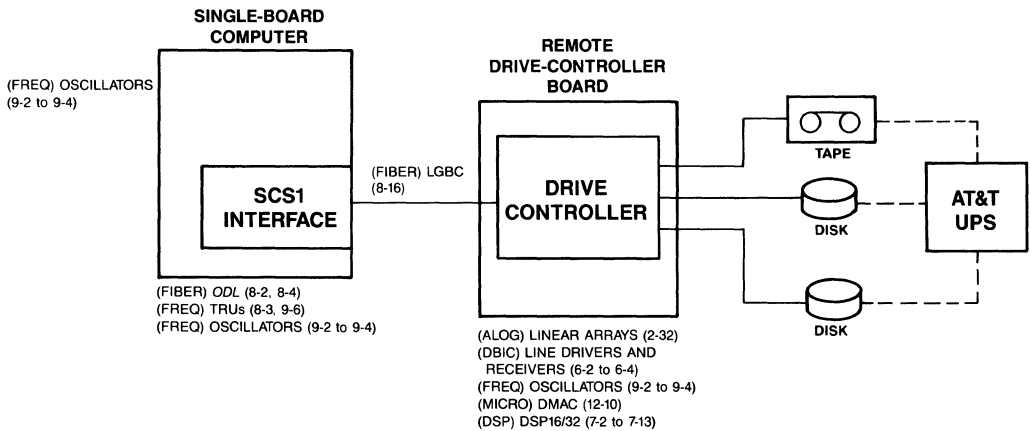 SINGLE-BOARD
COMPUTER
(FREQ) OSCILLATORS
(9-2 to 9-4)
SCS1
INTERFACE
(FIBER) ODL (8-2, 8-4)
(FREQ) TRUs (8-3, 9-6)
(FREQ) OSCILLATORS (9-2 to 9-4)
(FIBER) LGBC
(8-16)
REMOTE
DRIVE-CONTROLLER
BOARD
DRIVE
CONTROLLER
(ALOG) LINEAR ARRAYS (2-32)
(DBIC) LINE DRIVERS AND
RECEIVERS (6-2 to 6-4)
(FREQ) OSCILLATORS (9-2 to 9-4)
(MICRO) DMAC (12-10)
(DSP) DSP16/32 (7-2 to 7-13)
TAPE
DISK
DISK
AT&T
UPS